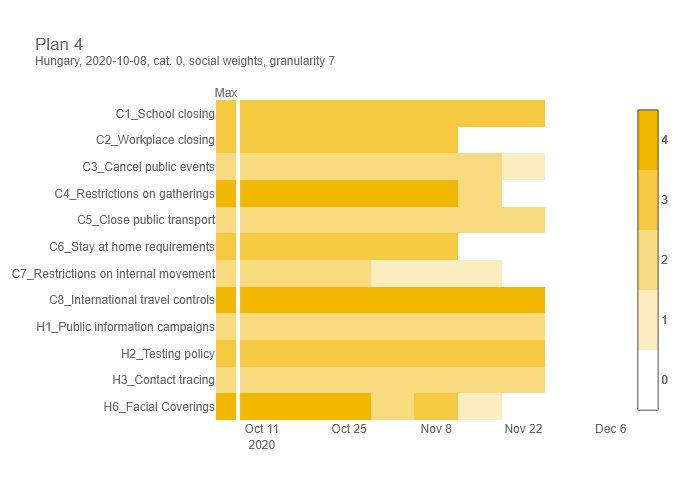 Plan 4
Hungary, 2020-10-08, cat. 0, social weights, granularity 7
Max
C1_School closing
C2_Workplace closing
C3_Cancel public events
C4_Restrictions on gatherings
C5_Close public transport
C6_Stay at home requirements
C7_Restrictions on internal movement
C8_International travel controls
H1_Public information campaigns
H2_Testing policy
H3_Contact tracing
H6_Facial Coverings
Oct 11 Oct 25 Nov 8 Nov 22 Dec 6
2020
4
3
2
1
0